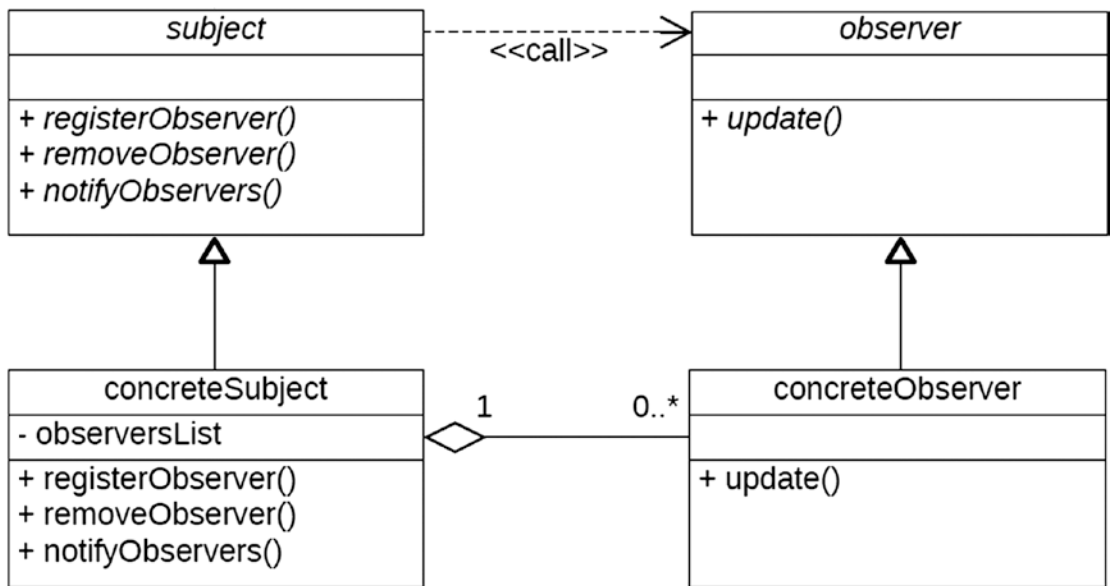 subject
+ registerObserver()
+ removeObserver()
+ notifyObservers()
<<call>>
observer
+ update()
concreteSubject
- observersList
+ registerObserver()
+ removeObserver()
+ notifyObservers()
1
0..*
concreteObserver
+ update()